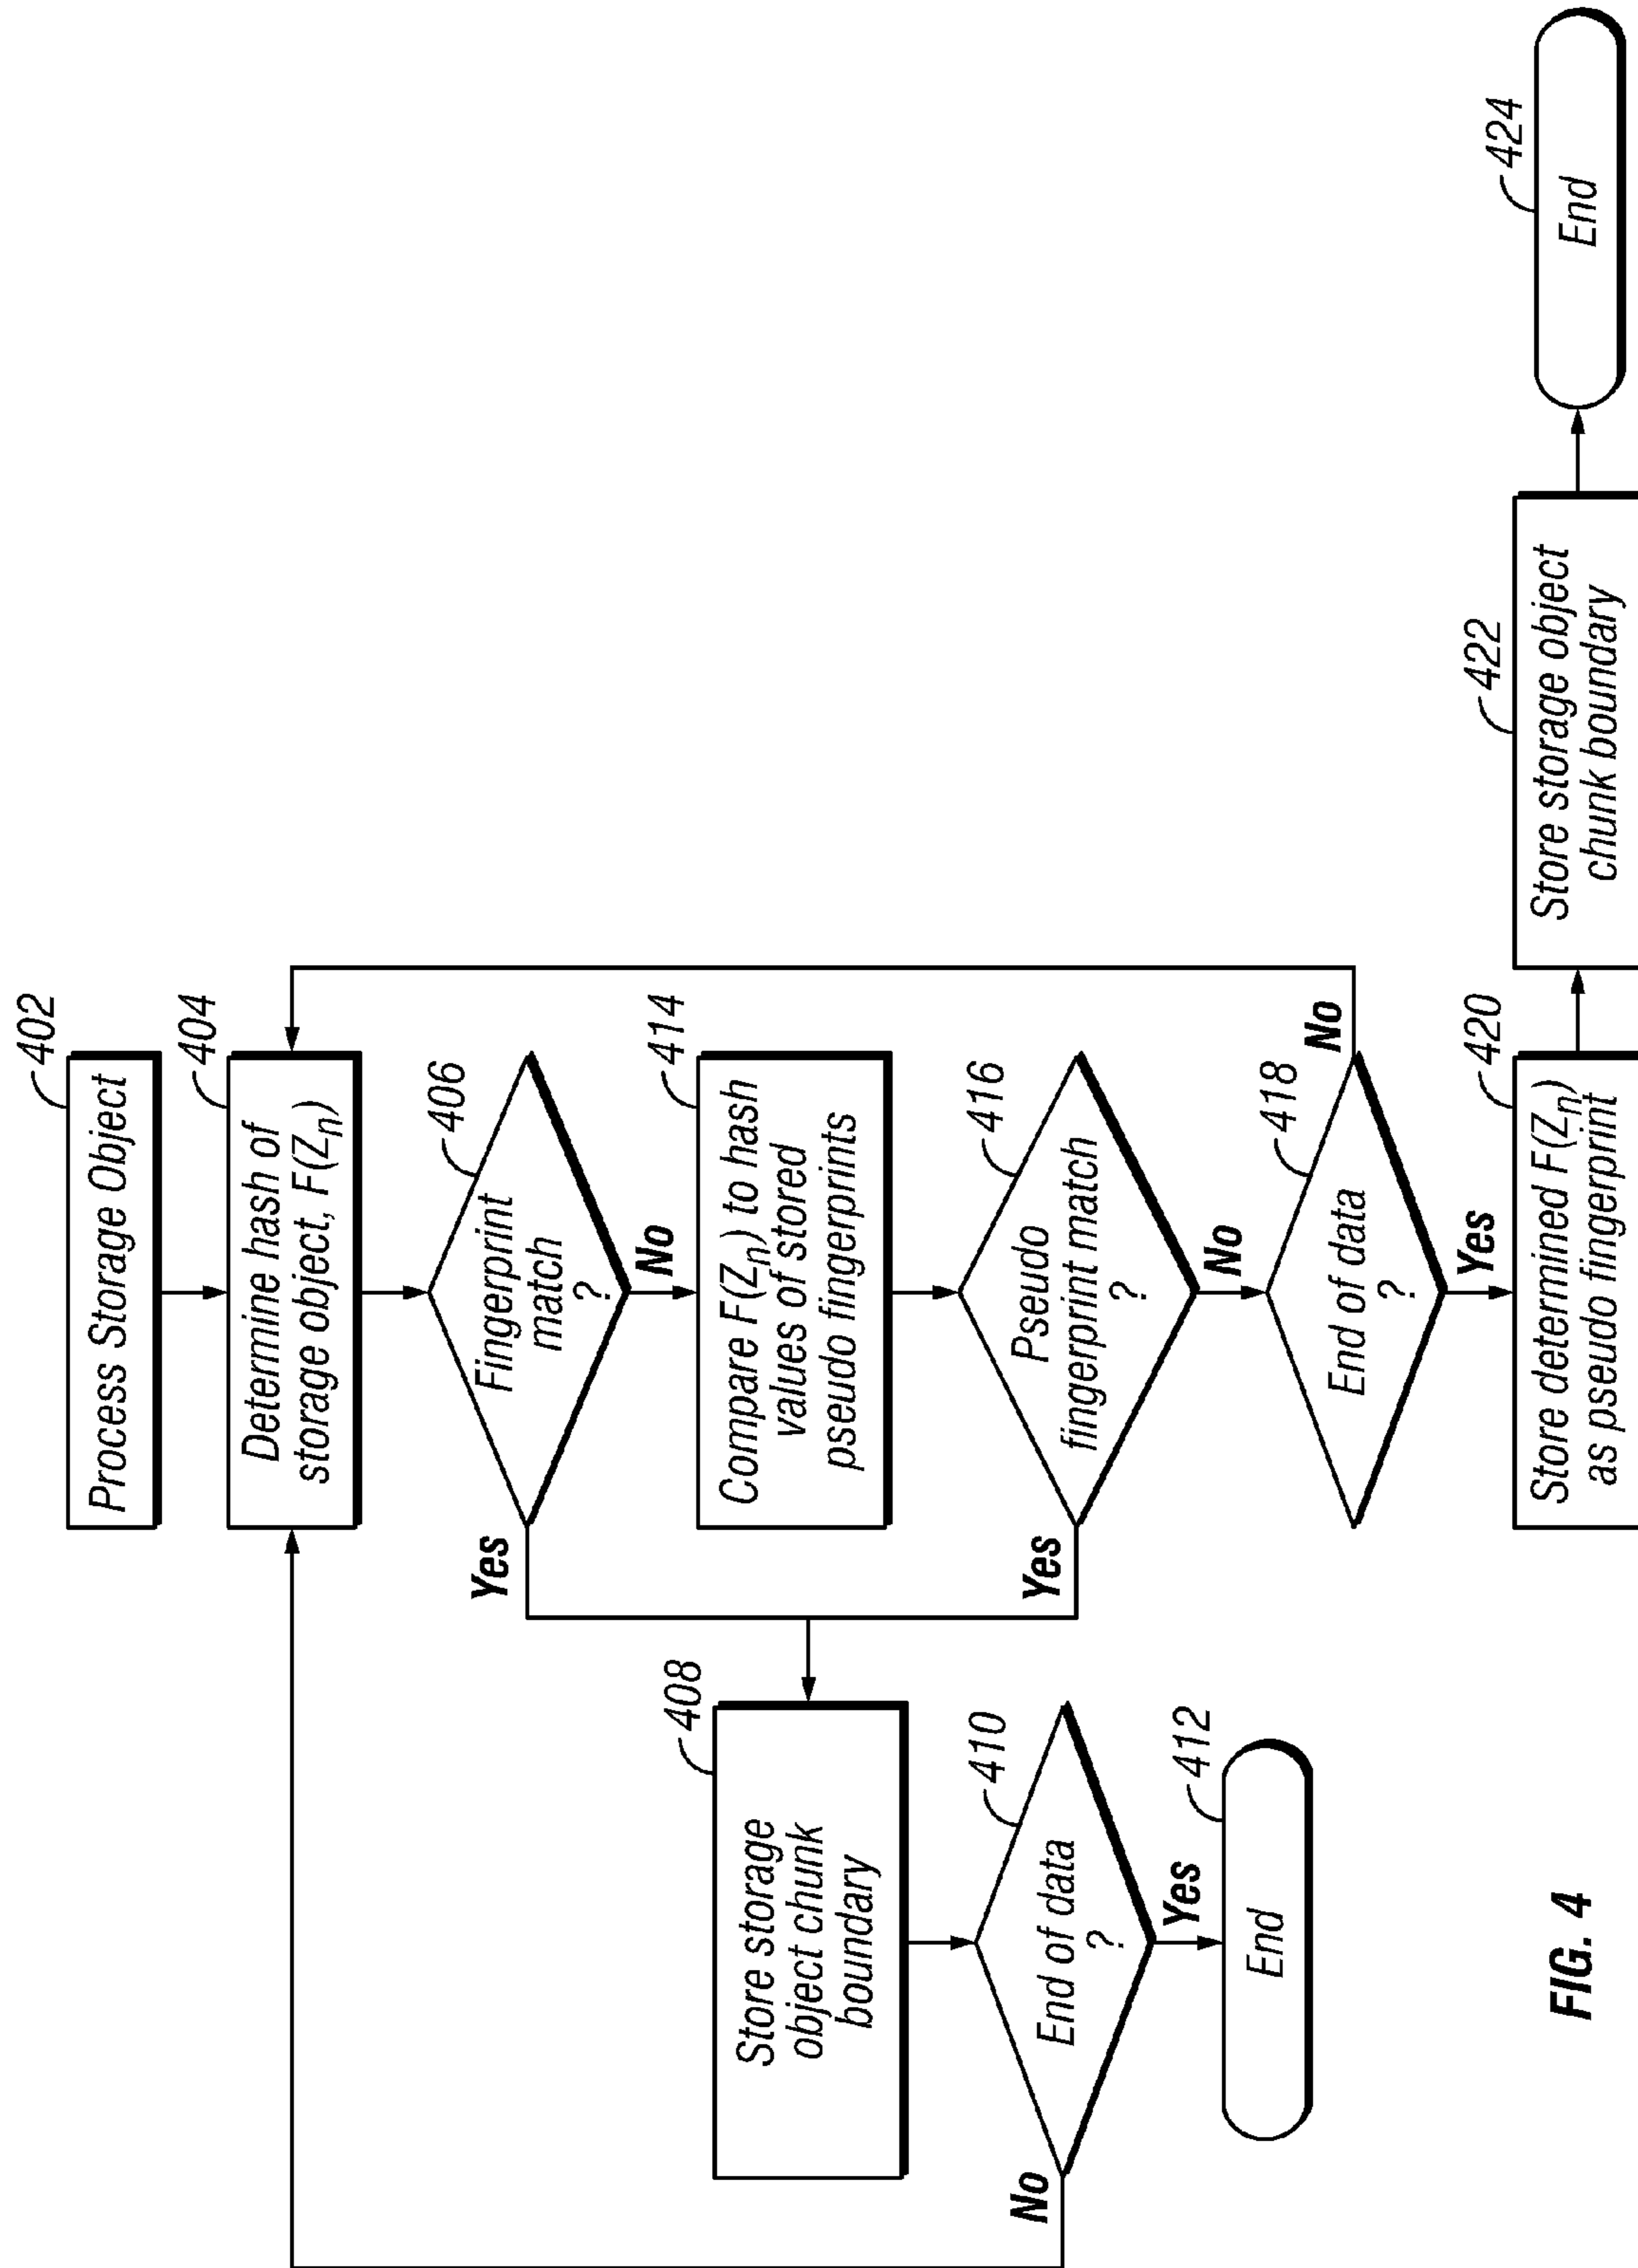 402
Process Storage Object
404
Determine hash of
storage object, F(Zn)
406
Fingerprint
match
?
Yes
No
408
Store storage
object chunk
boundary
414
Compare F(Zn) to hash
values of stored
pseudo fingerprints
410
End of data
?
No
Yes
412
End
416
Pseudo
fingerprint match
?
Yes
No
418
End of data
?
No
Yes
420
Store determined F(Zn)
as pseudo fingerprint
422
Store storage object
chunk boundary
424
End
FIG. 4